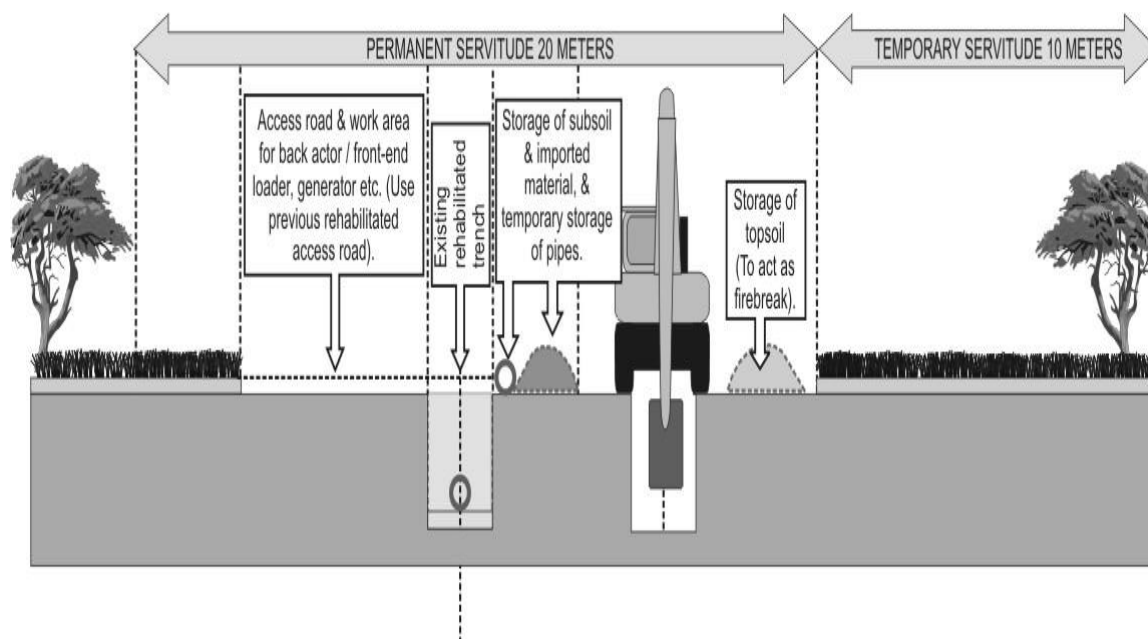 PERMANENT SERVITUDE 20 METERS
TEMPORARY SERVITUDE 10 METERS
Access road & work area
for back actor / front-end
loader, generator etc. (Use
previous rehabilitated
access road).
Existing
rehabilitated
trench
Storage of subsoil
& imported
material, &
temporary storage
of pipes.
Storage of
topsoil
(To act as
firebreak).